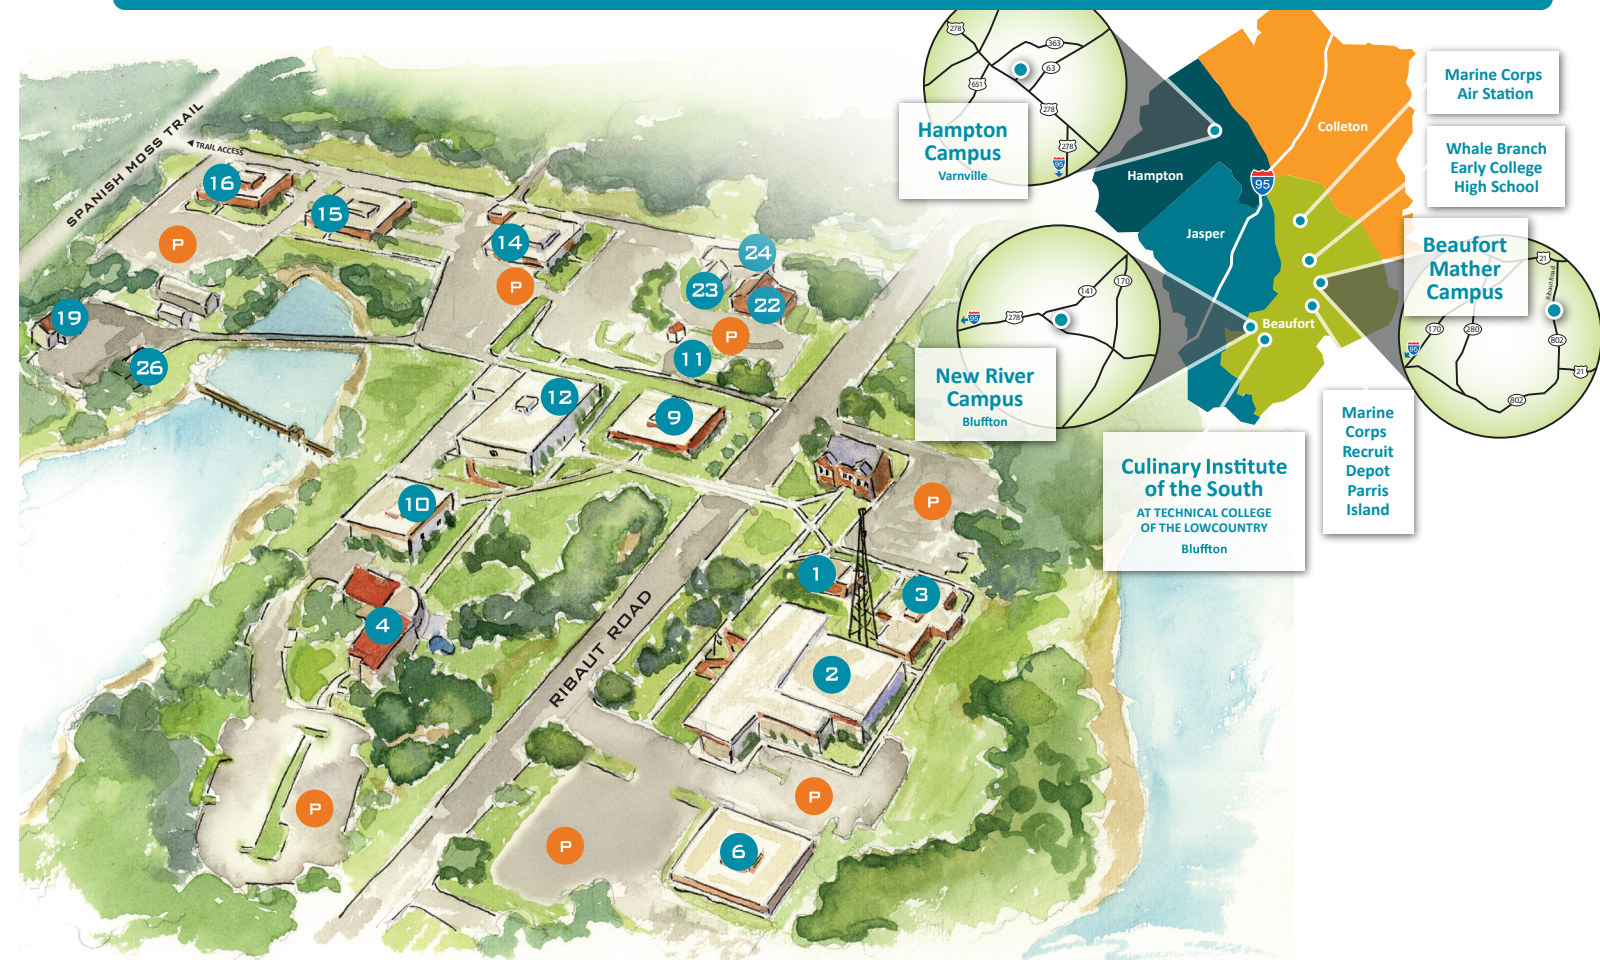 SPANISH MOSS TRAIL
TRAIL ACCESS
16
15
P
14
P
24
23
22
P
11
19
26
12
9
10
P
1
3
4
2
RIBAUT ROAD
P
P
P
6
278
363
63
651
278
278
95
Hampton
Campus
Varnville
Colleton
Hampton
95
Jasper
Beaufort
Marine Corps
Air Station
Whale Branch
Early College
High School
Beaufort
Mather
Campus
21
Ribaut Road
170
280
802
95
21
802
141
170
95
278
New River
Campus
Bluffton
Culinary Institute
of the South
AT TECHNICAL COLLEGE
OF THE LOWCOUNTRY
Bluffton
Marine
Corps
Recruit
Depot
Parris
Island